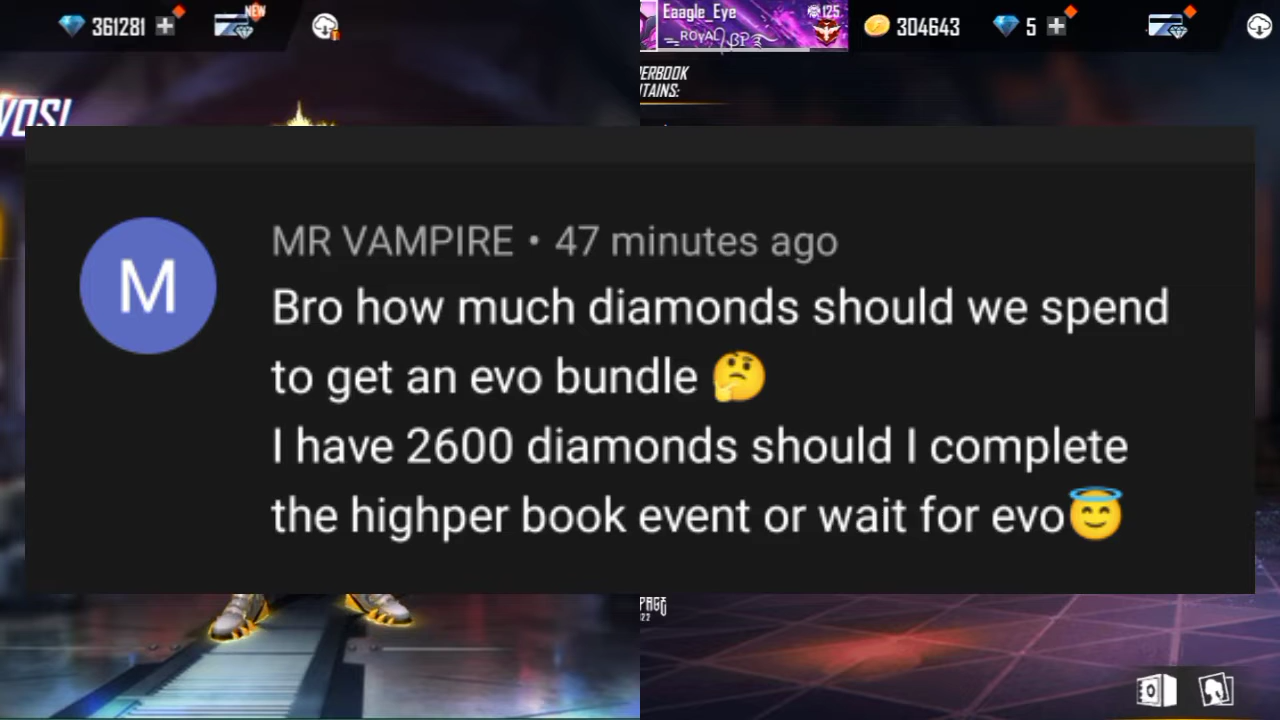 361281
NEW
Eaagle_Eye
125
304643
5
ERBOOK
TAINS:
M
MR VAMPIRE • 47 minutes ago
Bro how much diamonds should we spend
to get an evo bundle 🤔
I have 2600 diamonds should I complete
the highper book event or wait for evo😇